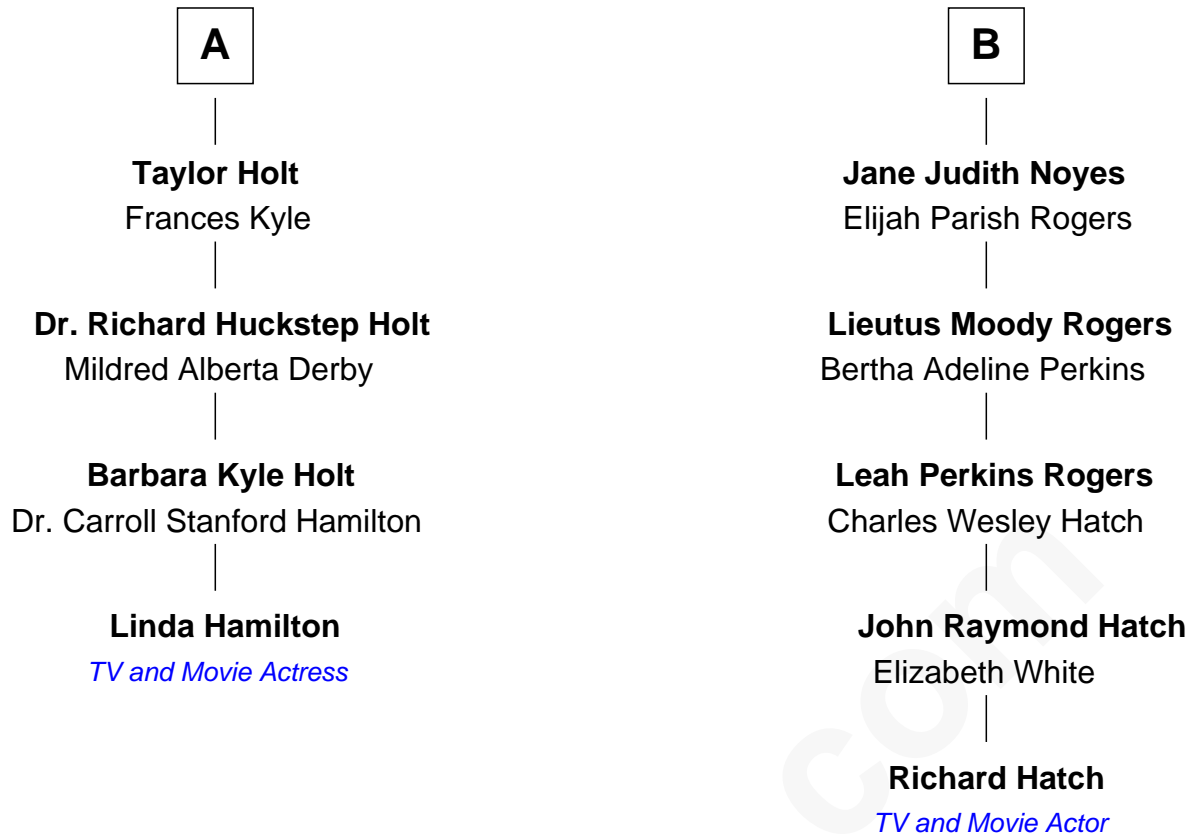 A
Taylor Holt
Frances Kyle
Dr. Richard Huckstep Holt
Mildred Alberta Derby
Barbara Kyle Holt
Dr. Carroll Stanford Hamilton
Linda Hamilton
TV and Movie Actress
B
Jane Judith Noyes
Elijah Parish Rogers
Lieutus Moody Rogers
Bertha Adeline Perkins
Leah Perkins Rogers
Charles Wesley Hatch
John Raymond Hatch
Elizabeth White
Richard Hatch
TV and Movie Actor
com